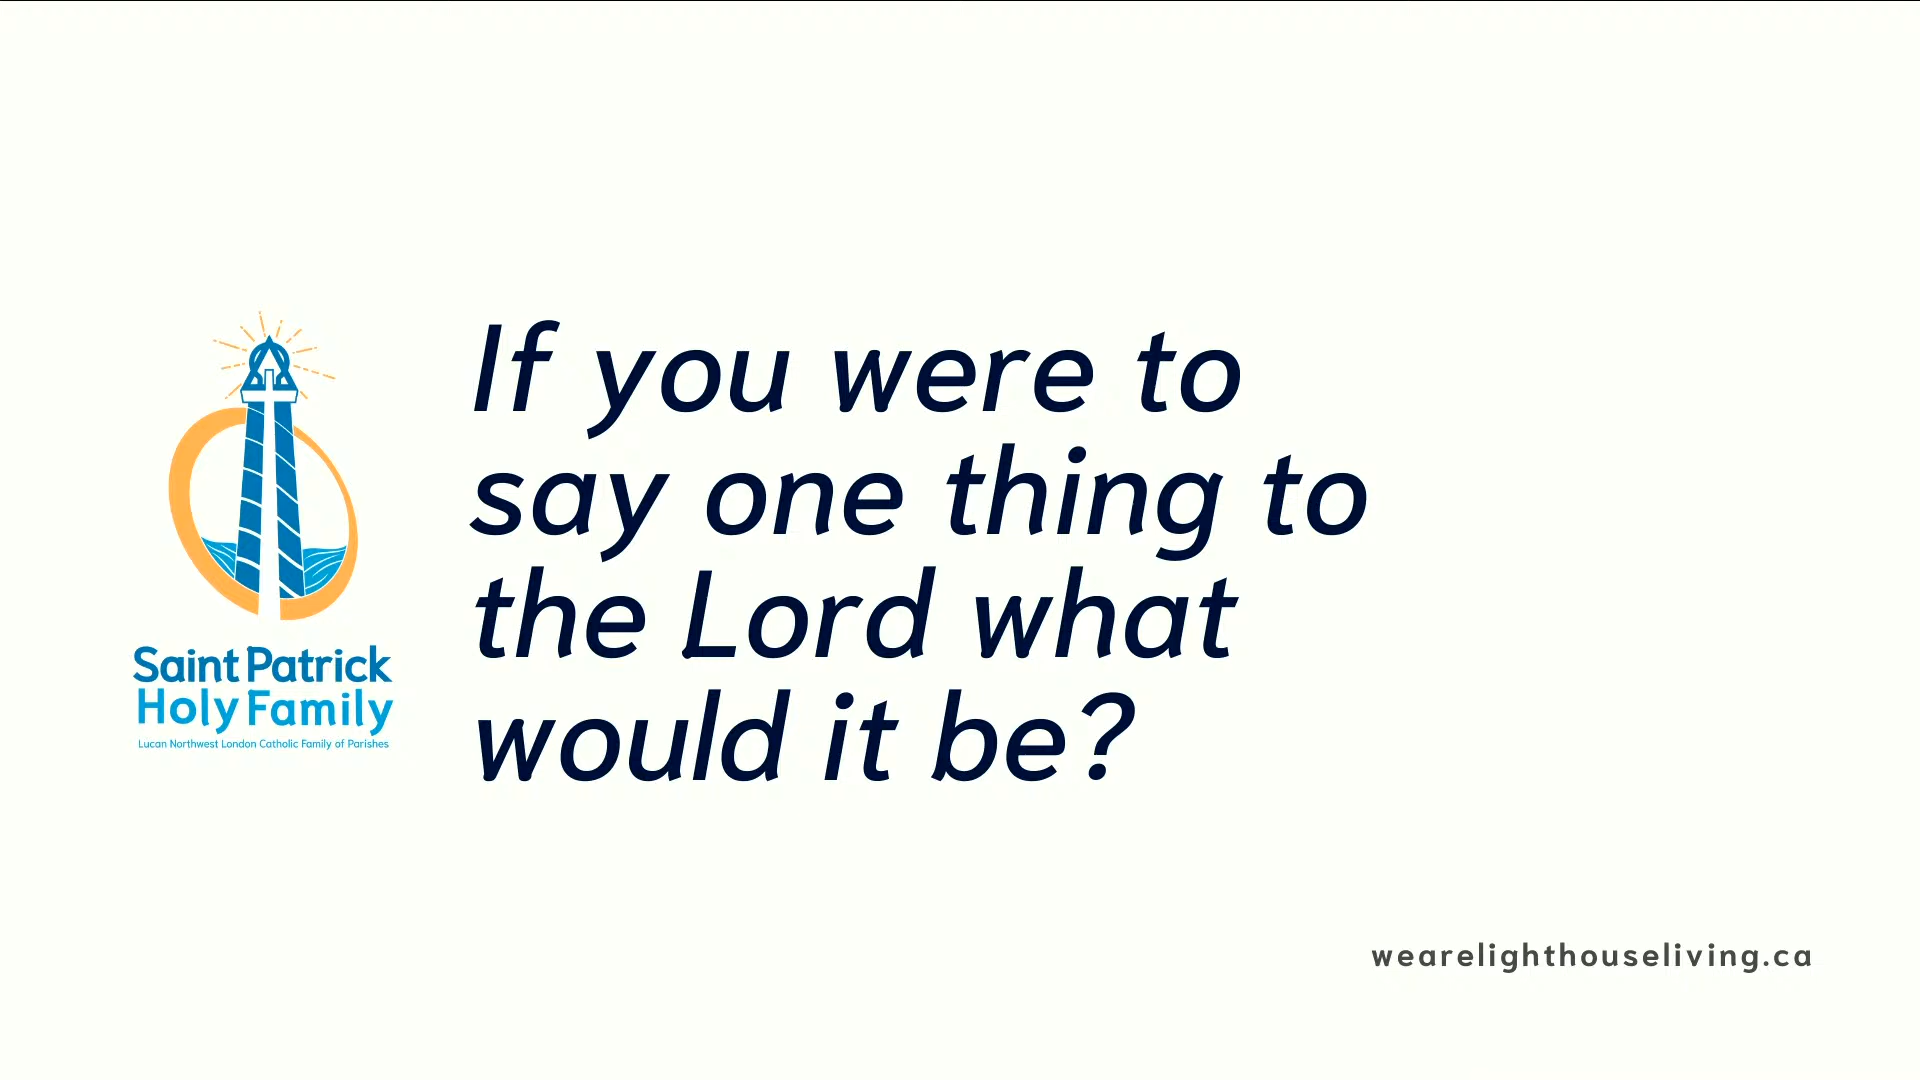 If you were to
say one thing to
the Lord what
would it be?
Saint Patrick
Holy Family
Lucan Northwest London Catholic Family of Parishes
wearelighthouseliving.ca